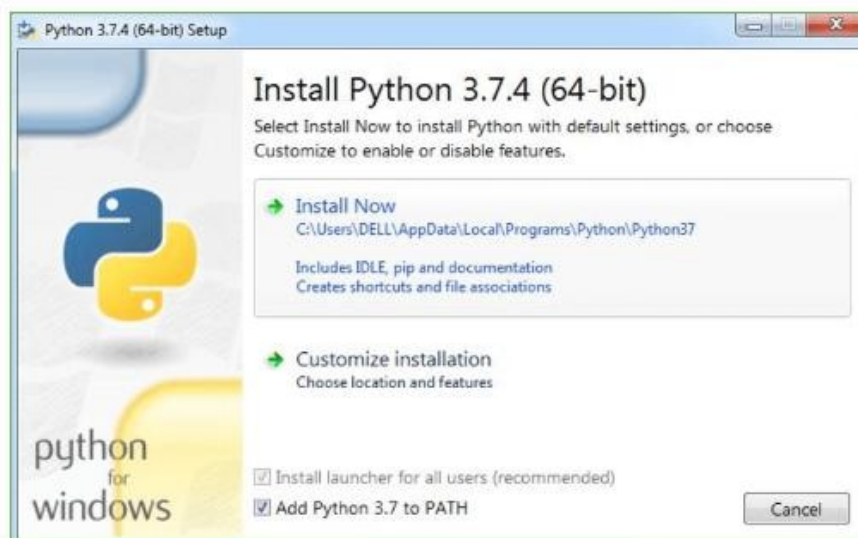 Python 3.7.4 (64-bit) Setup
Install Python 3.7.4 (64-bit)
Select Install Now to install Python with default settings, or choose
Customize to enable or disable features.
Install Now
C:\Users\DELL\AppData\Local\Programs\Python\Python37
Includes IDLE, pip and documentation
Creates shortcuts and file associations
Customize installation
Choose location and features
python
for
windows
Install launcher for all users (recommended)
Add Python 3.7 to PATH
Cancel